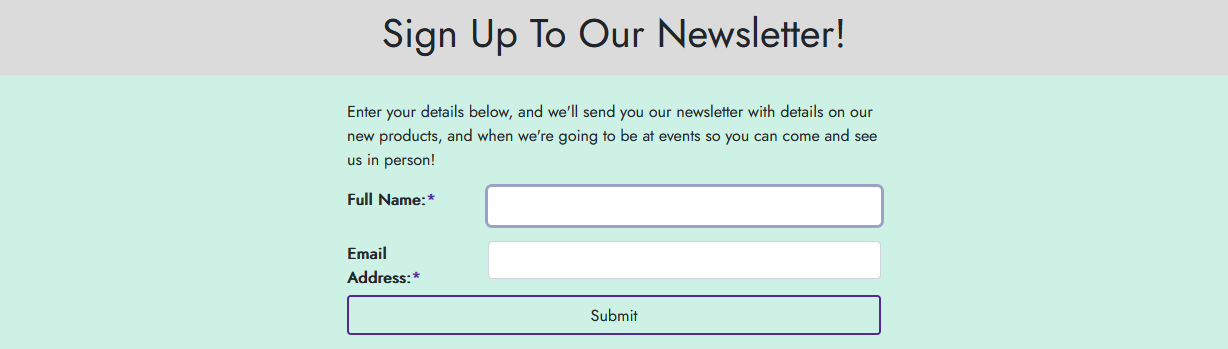 Sign Up To Our Newsletter!
Enter your details below, and we'll send you our newsletter with details on our
new products, and when we're going to be at events so you can come and see
us in person!
Full Name:*
Email
Address:*
Submit